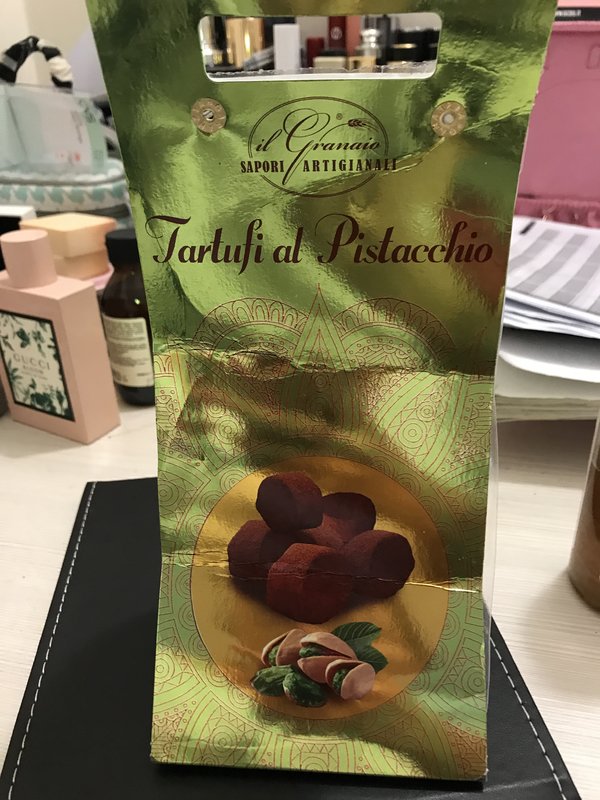 il Granaio ®
SAPORI ARTIGIANALI
Tartufi al Pistacchio
GUCCI